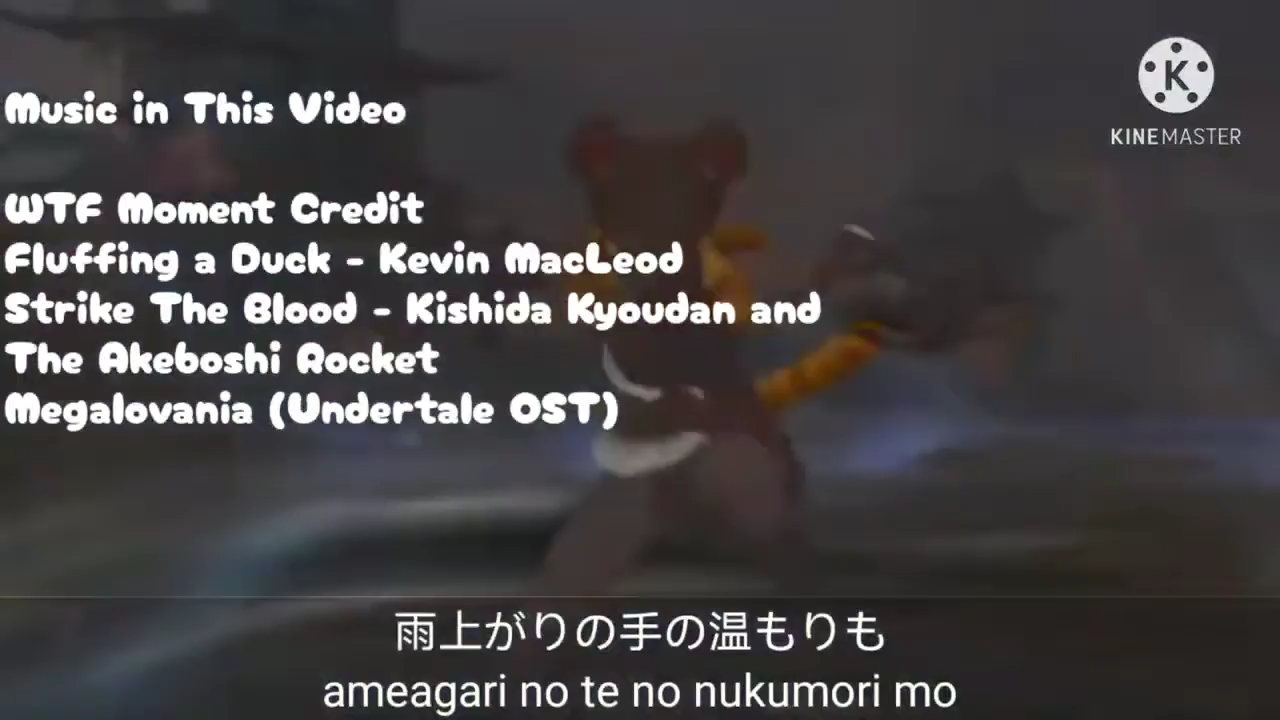 Music in This Video
K
KINEMASTER
WTF Moment Credit
Fluffing a Duck - Kevin MacLeod
Strike The Blood - Kishida Kyoudan and
The Akeboshi Rocket
Megalovania (Undertale OST)
雨上がりの手の温もりも
ameagari no te no nukumori mo